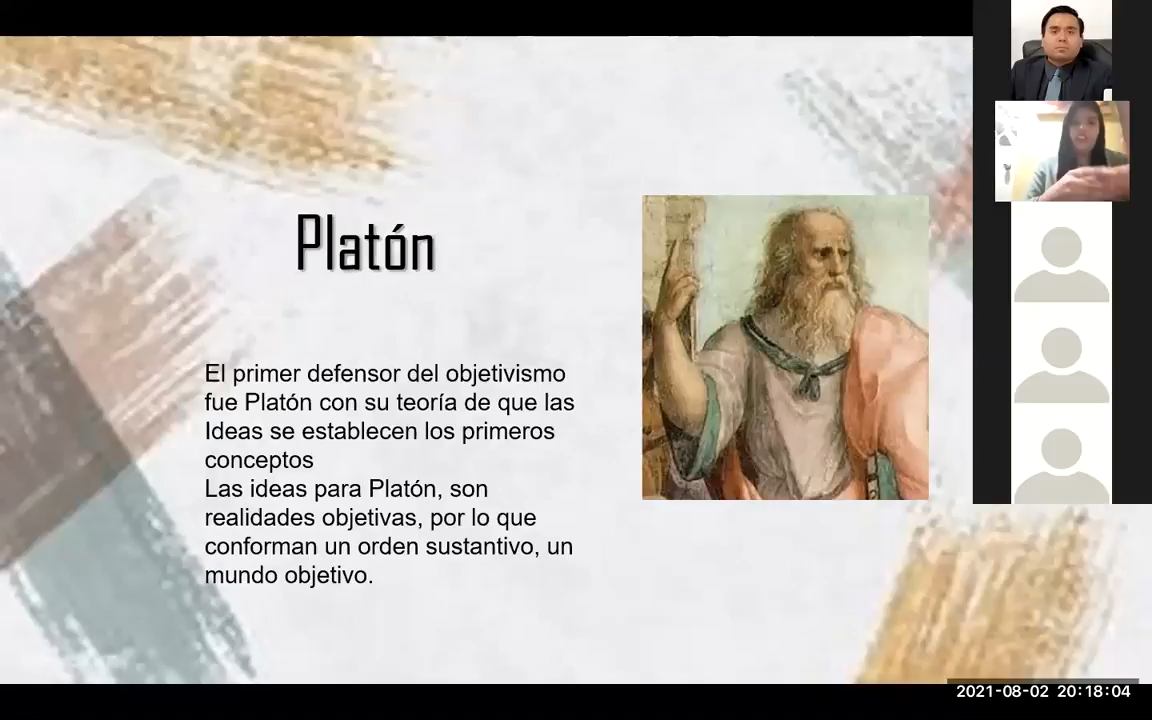 Platón
El primer defensor del objetivismo
fue Platón con su teoría de que las
Ideas se establecen los primeros
conceptos
Las ideas para Platón, son
realidades objetivas, por lo que
conforman un orden sustantivo, un
mundo objetivo.
2021-08-02 20:18:04